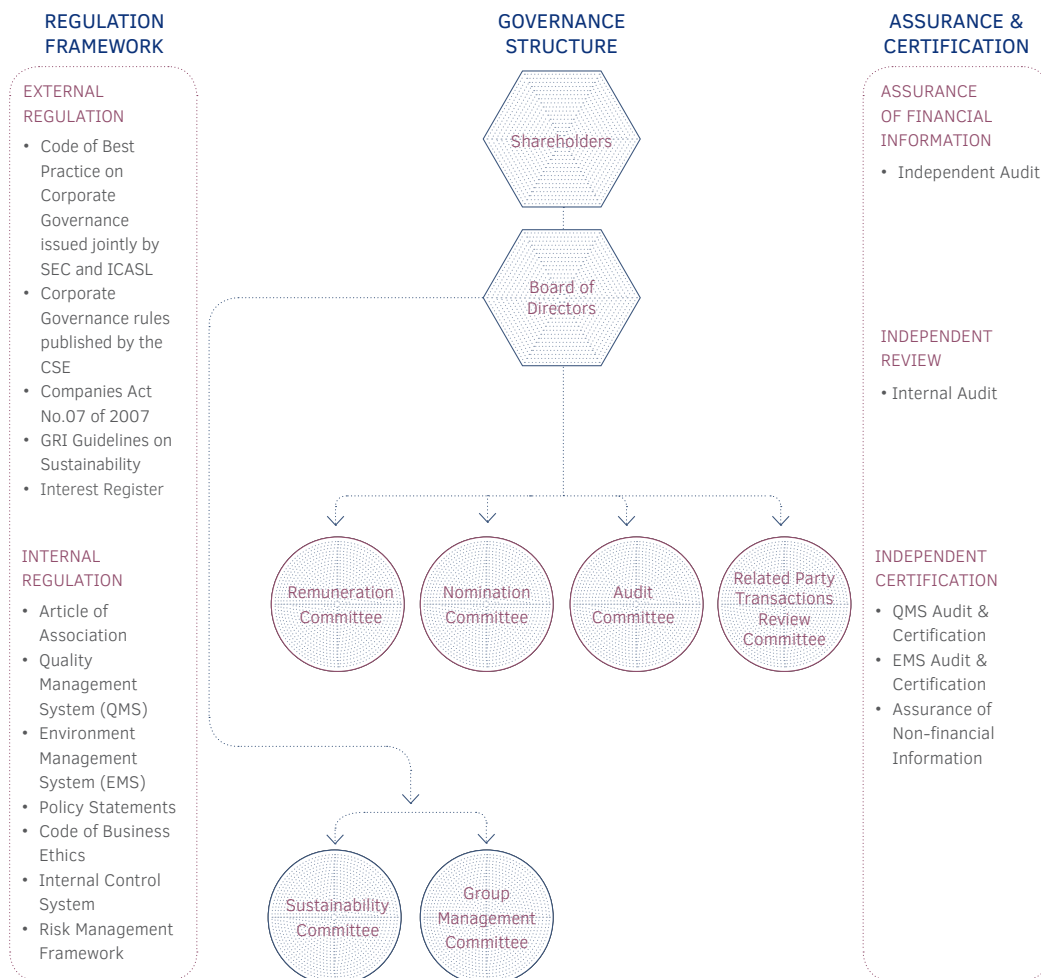 REGULATION
FRAMEWORK
EXTERNAL
REGULATION
• Code of Best
Practice on
Corporate
Governance
issued jointly by
SEC and ICASL
• Corporate
Governance rules
published by the
CSE
• Companies Act
No.07 of 2007
• GRI Guidelines on
Sustainability
• Interest Register
INTERNAL
REGULATION
• Article of
Association
• Quality
Management
System (QMS)
• Environment
Management
System (EMS)
• Policy Statements
• Code of Business
Ethics
• Internal Control
System
• Risk Management
Framework
GOVERNANCE
STRUCTURE
Shareholders
Board of
Directors
Remuneration
Committee
Nomination
Committee
Audit
Committee
Related Party
Transactions
Review
Committee
Sustainability
Committee
Group
Management
Committee
ASSURANCE &
CERTIFICATION
ASSURANCE
OF FINANCIAL
INFORMATION
• Independent Audit
INDEPENDENT
REVIEW
• Internal Audit
INDEPENDENT
CERTIFICATION
• QMS Audit &
Certification
• EMS Audit &
Certification
• Assurance of
Non-financial
Information